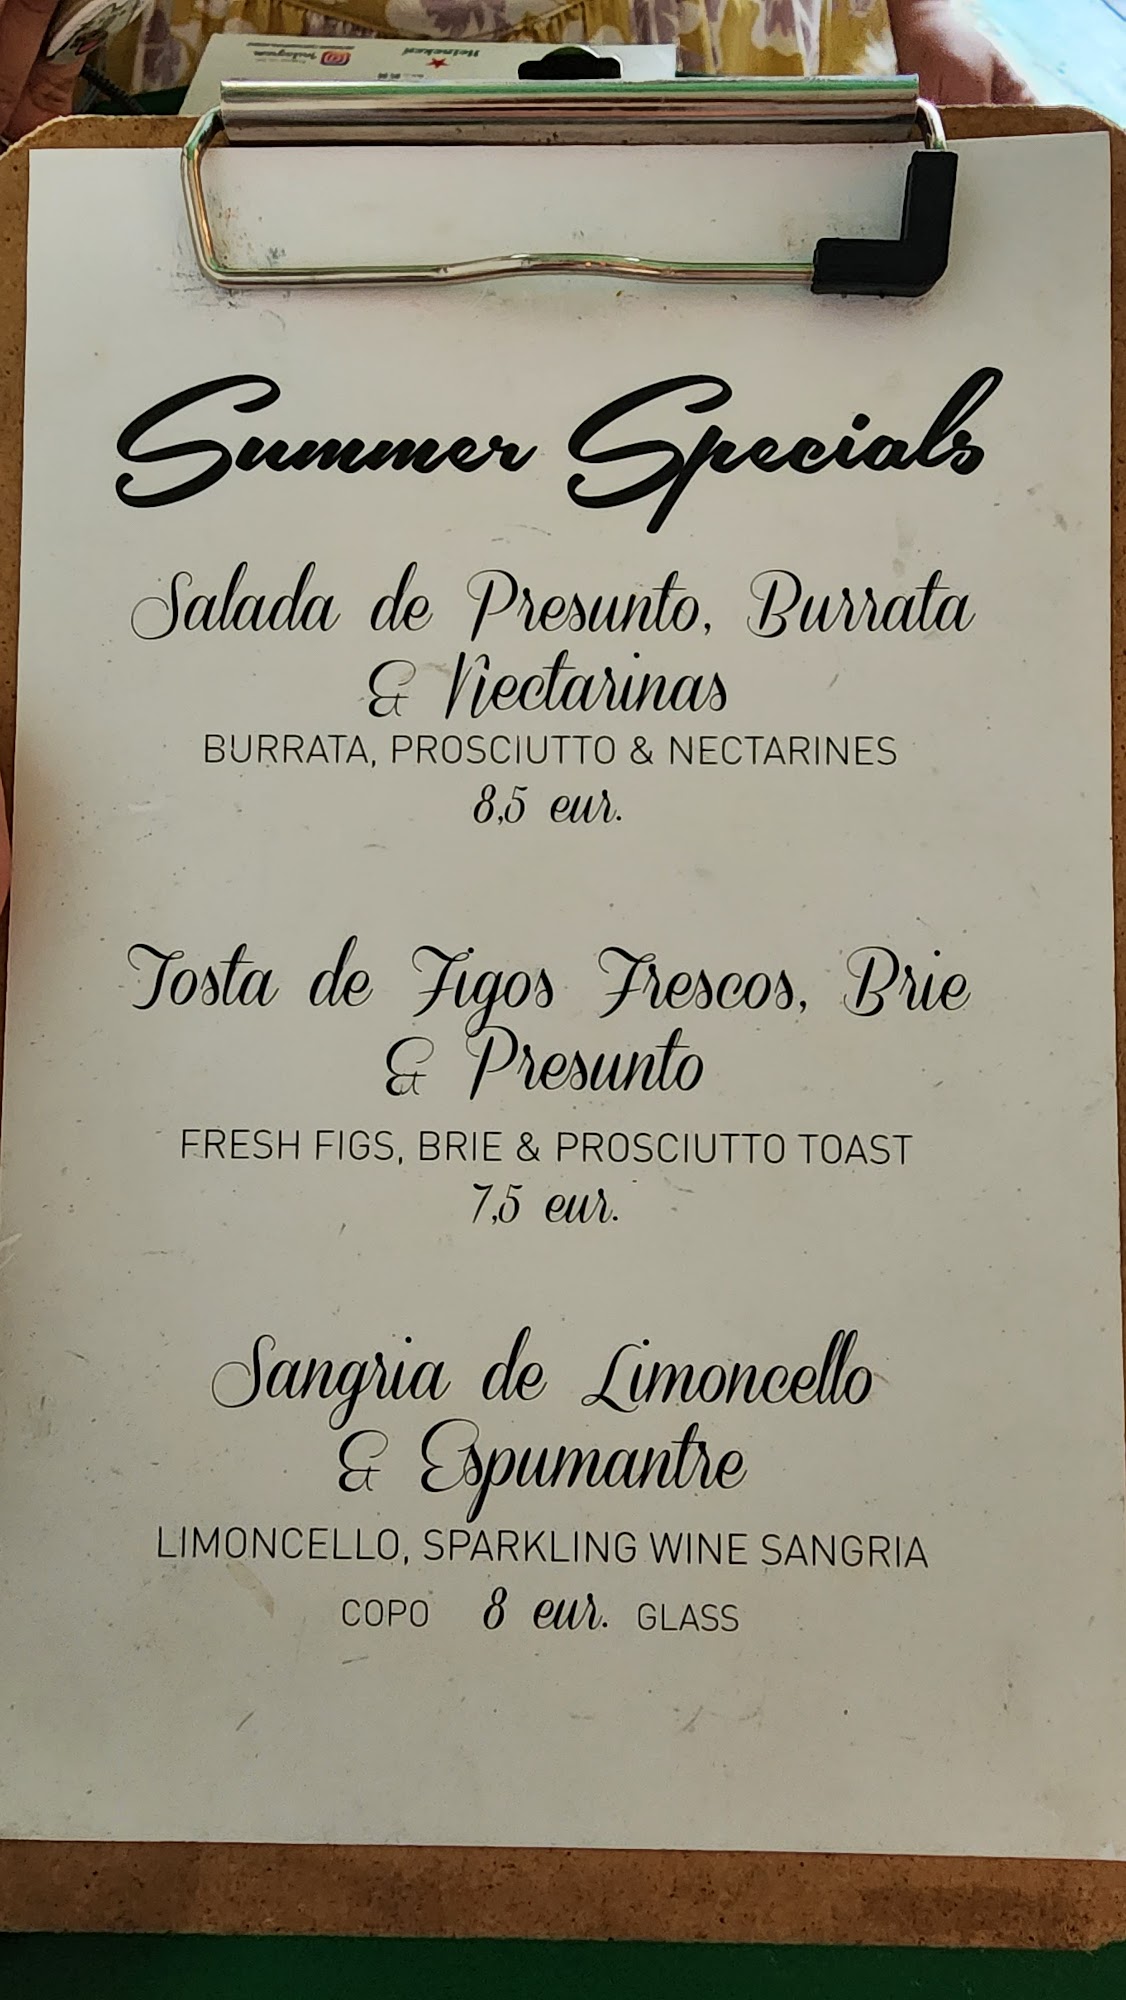 Heineken
Instagram
Summer Specials
Salada de Presunto, Burrata
& Nectarinas
BURRATA, PROSCIUTTO & NECTARINES
8,5 eur.
Tosta de Figos Frescos, Brie
& Presunto
FRESH FIGS, BRIE & PROSCIUTTO TOAST
7,5 eur.
Sangria de Limoncello
& Espumantre
LIMONCELLO, SPARKLING WINE SANGRIA
COPO 8 eur. GLASS